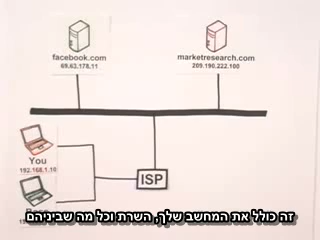 facebook.com
69.63.178.11
marketresearch.com
209.190.222.100
You
192.168.1.10
ISP
זה כולל את המחשב שלך, השרת וכל מה שביניהם